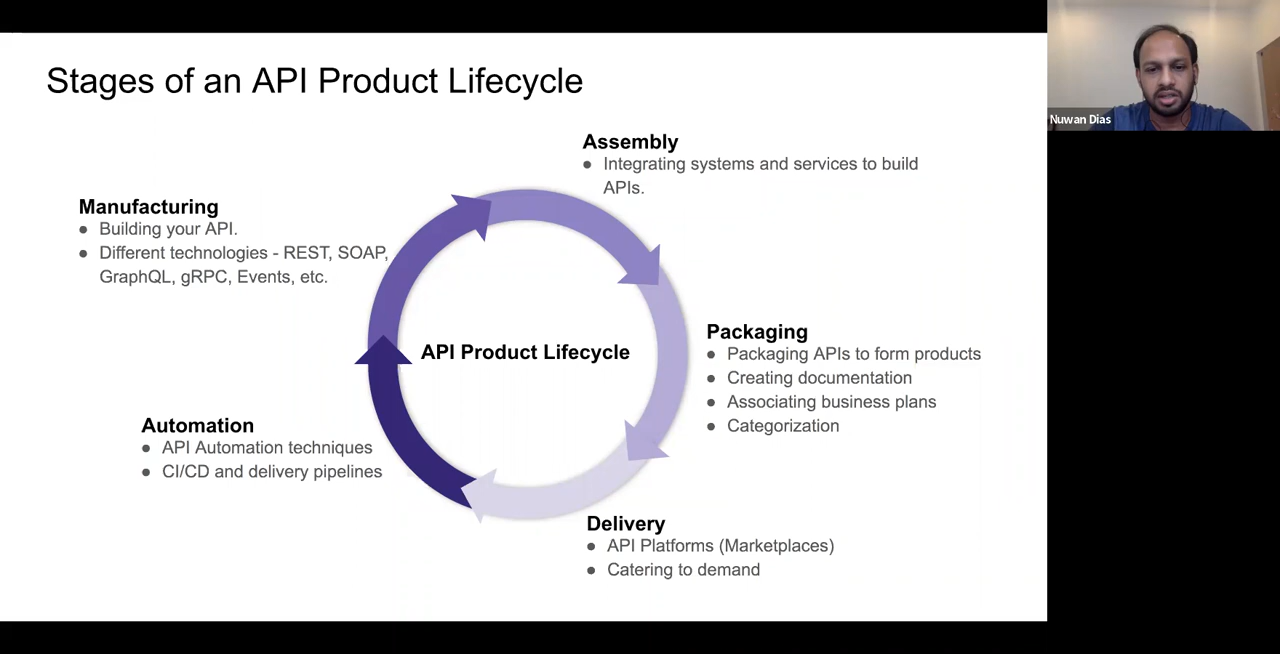 Stages of an API Product Lifecycle
Nuwan Dias
Assembly
● Integrating systems and services to build
APIs.
Manufacturing
● Building your API.
● Different technologies - REST, SOAP,
GraphQL, gRPC, Events, etc.
API Product Lifecycle
Packaging
● Packaging APIs to form products
● Creating documentation
● Associating business plans
● Categorization
Automation
● API Automation techniques
● CI/CD and delivery pipelines
Delivery
● API Platforms (Marketplaces)
● Catering to demand